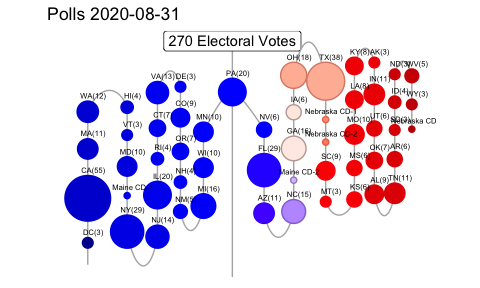 Polls 2020-08-31
270 Electoral Votes
WA(12)
MA(11)
CA(55)
DC(3)
HI(4)
VT(3)
MD(10)
Maine CD
NY(29)
VA(13)
CT(7)
RI(4)
IL(20)
NJ(14)
DE(3)
CO(9)
OR(7)
NH(4)
NM(5)
MN(10)
WI(10)
MI(16)
PA(20)
NV(6)
FL(29)
AZ(11)
OH(18)
IA(6)
GA(16)
Maine CD-2
NC(15)
TX(38)
Nebraska CD-1
Nebraska CD-2
SC(9)
MT(3)
KY(8)
LA(8)
MO(10)
MS(6)
KS(6)
AK(3)
IN(11)
UT(6)
OK(7)
AL(9)
ND(3)
ID(4)
SD(3)
AR(6)
TN(11)
WV(5)
WY(3)
Nebraska CD